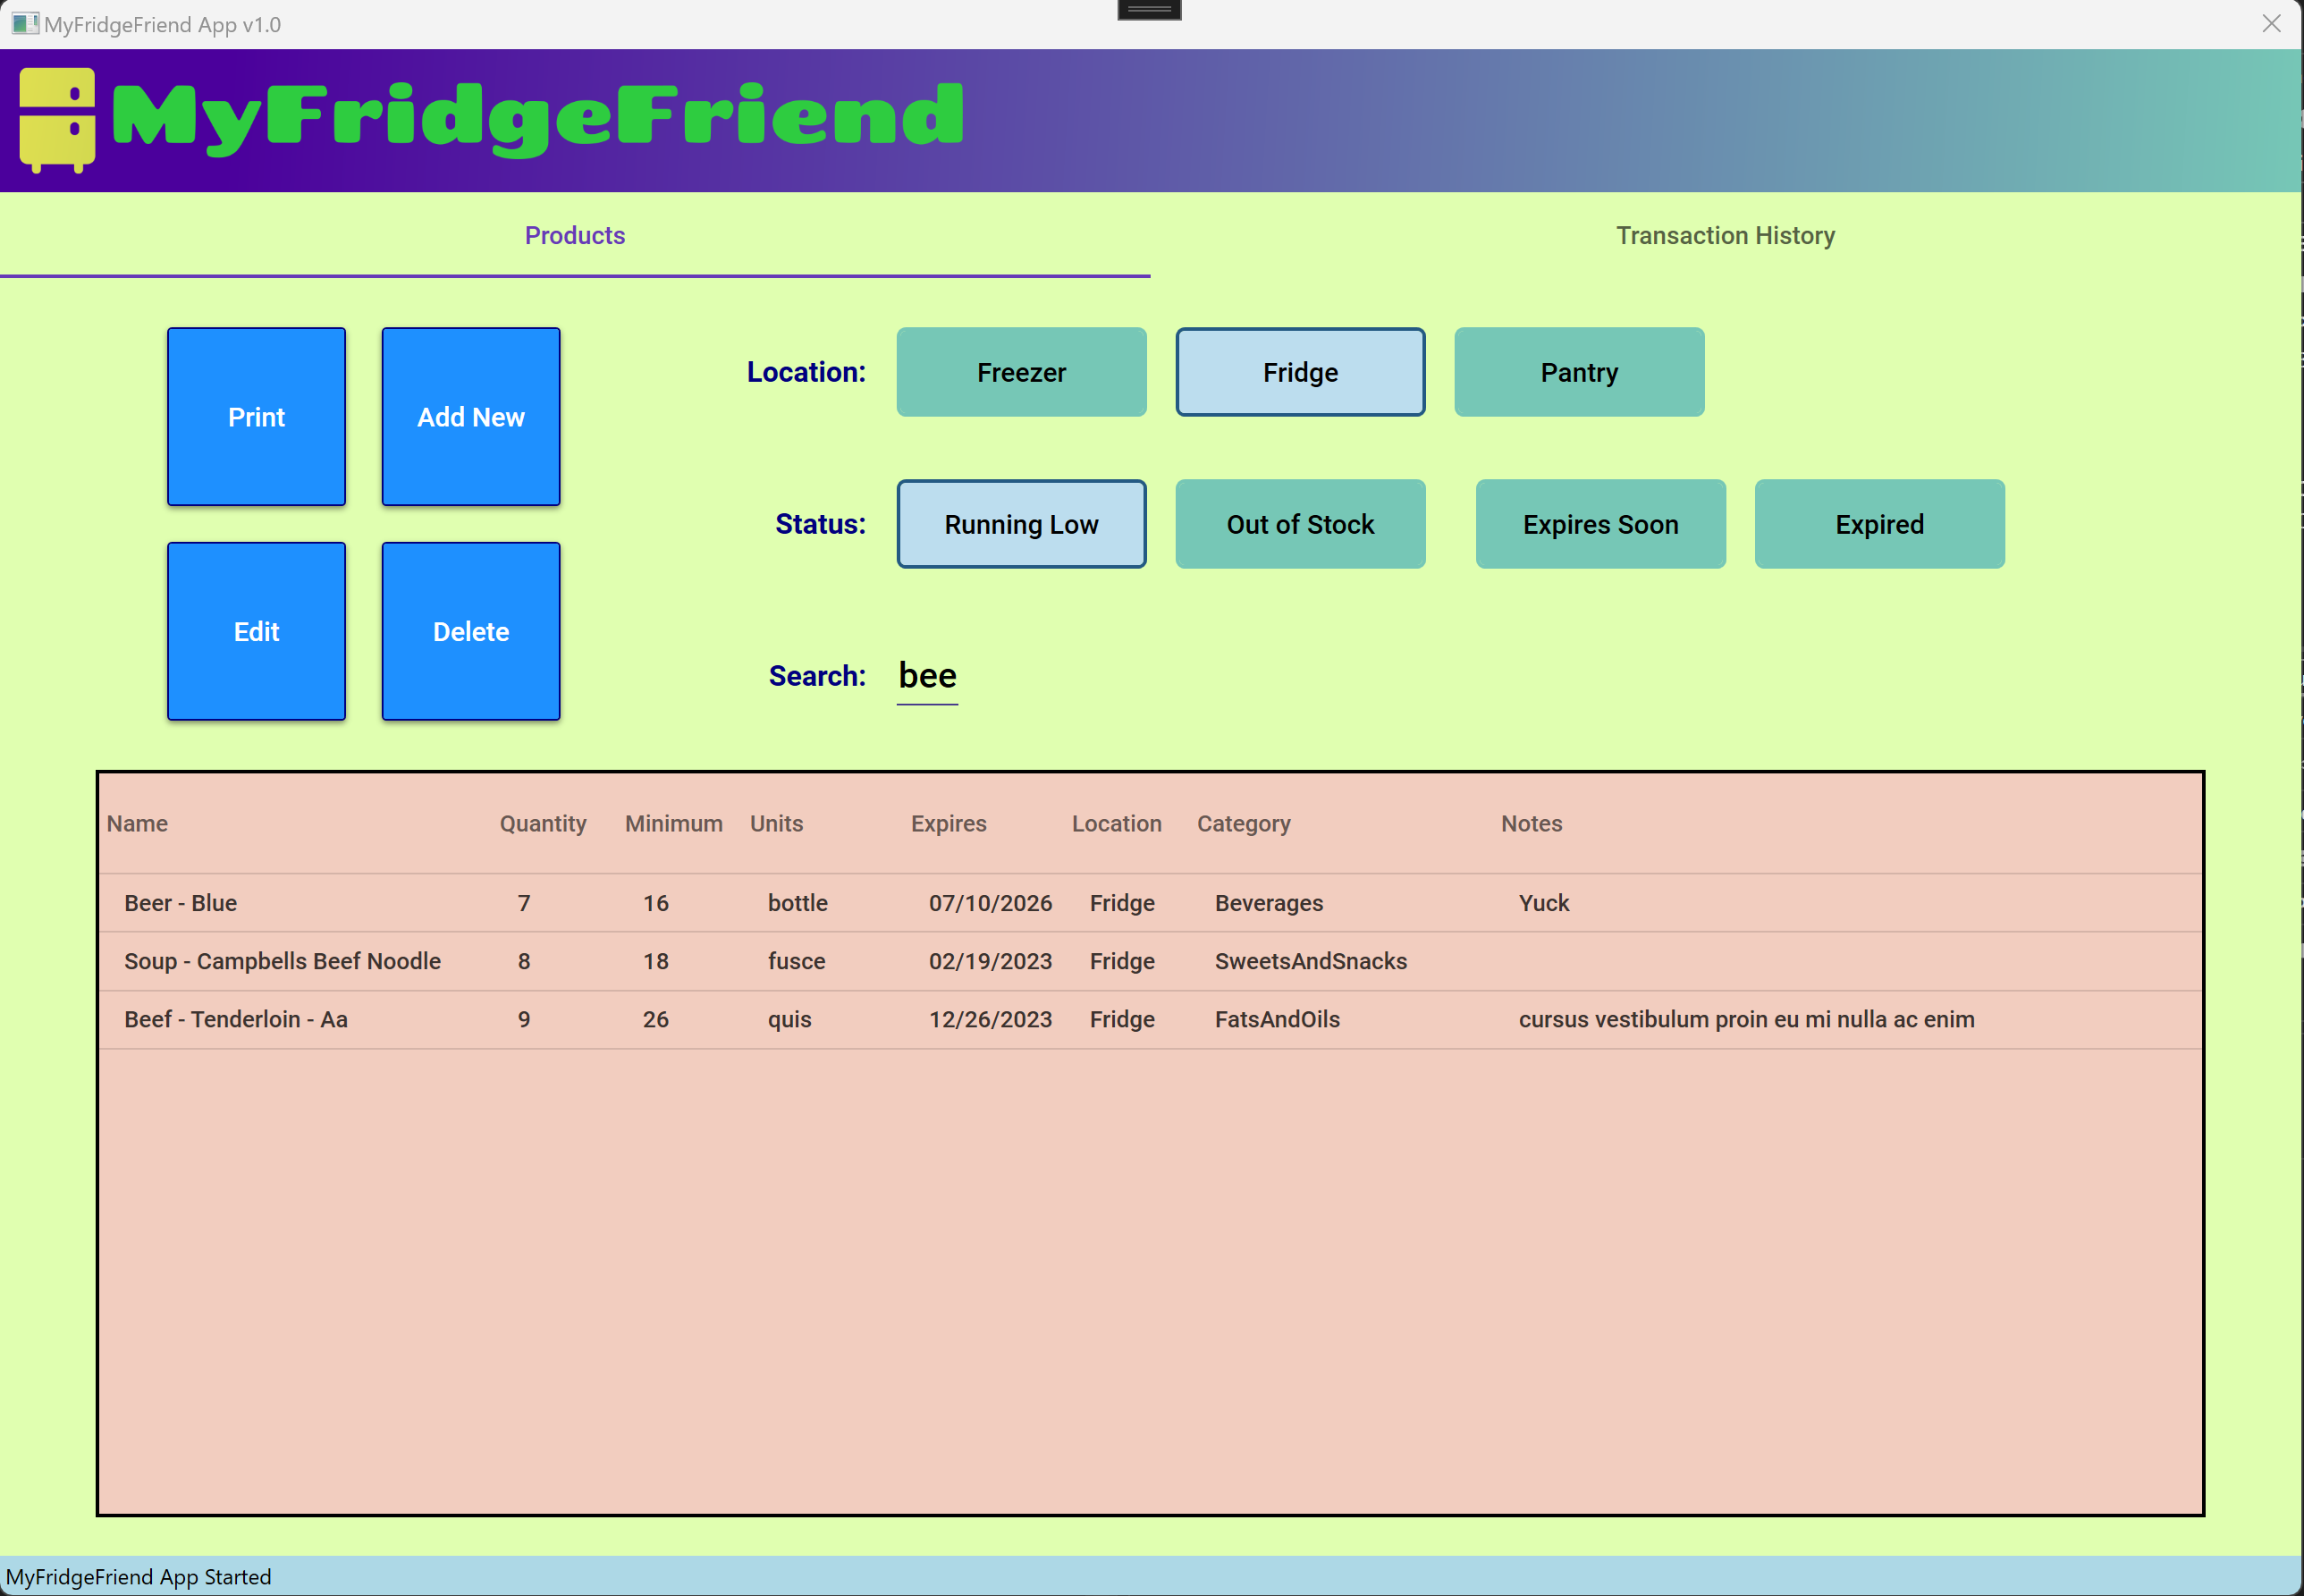 MyFridgeFriend App v1.0
MyFridgeFriend
Products Transaction History
Print Add New
Location: Freezer Fridge Pantry
Status: Running Low Out of Stock Expires Soon Expired
Edit Delete
Search: bee
Name Quantity Minimum Units Expires Location Category Notes
Beer - Blue 7 16 bottle 07/10/2026 Fridge Beverages Yuck
Soup - Campbells Beef Noodle 8 18 fusce 02/19/2023 Fridge SweetsAndSnacks
Beef - Tenderloin - Aa 9 26 quis 12/26/2023 Fridge FatsAndOils cursus vestibulum proin eu mi nulla ac enim
MyFridgeFriend App Started